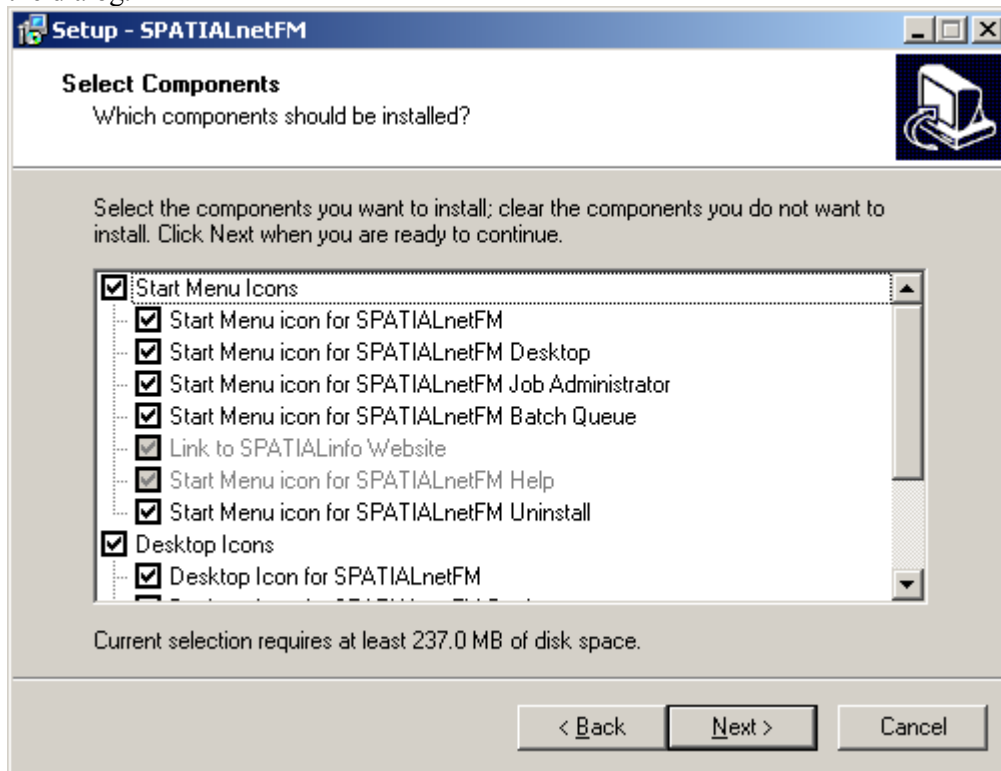 the dialog.
Setup - SPATIALnetFM
Select Components
Which components should be installed?
Select the components you want to install; clear the components you do not want to
install. Click Next when you are ready to continue.
Start Menu Icons
Start Menu icon for SPATIALnetFM
Start Menu icon for SPATIALnetFM Desktop
Start Menu icon for SPATIALnetFM Job Administrator
Start Menu icon for SPATIALnetFM Batch Queue
Link to SPATIALinfo Website
Start Menu icon for SPATIALnetFM Help
Start Menu icon for SPATIALnetFM Uninstall
Desktop Icons
Desktop Icon for SPATIALnetFM
Current selection requires at least 237.0 MB of disk space.
< Back Next > Cancel